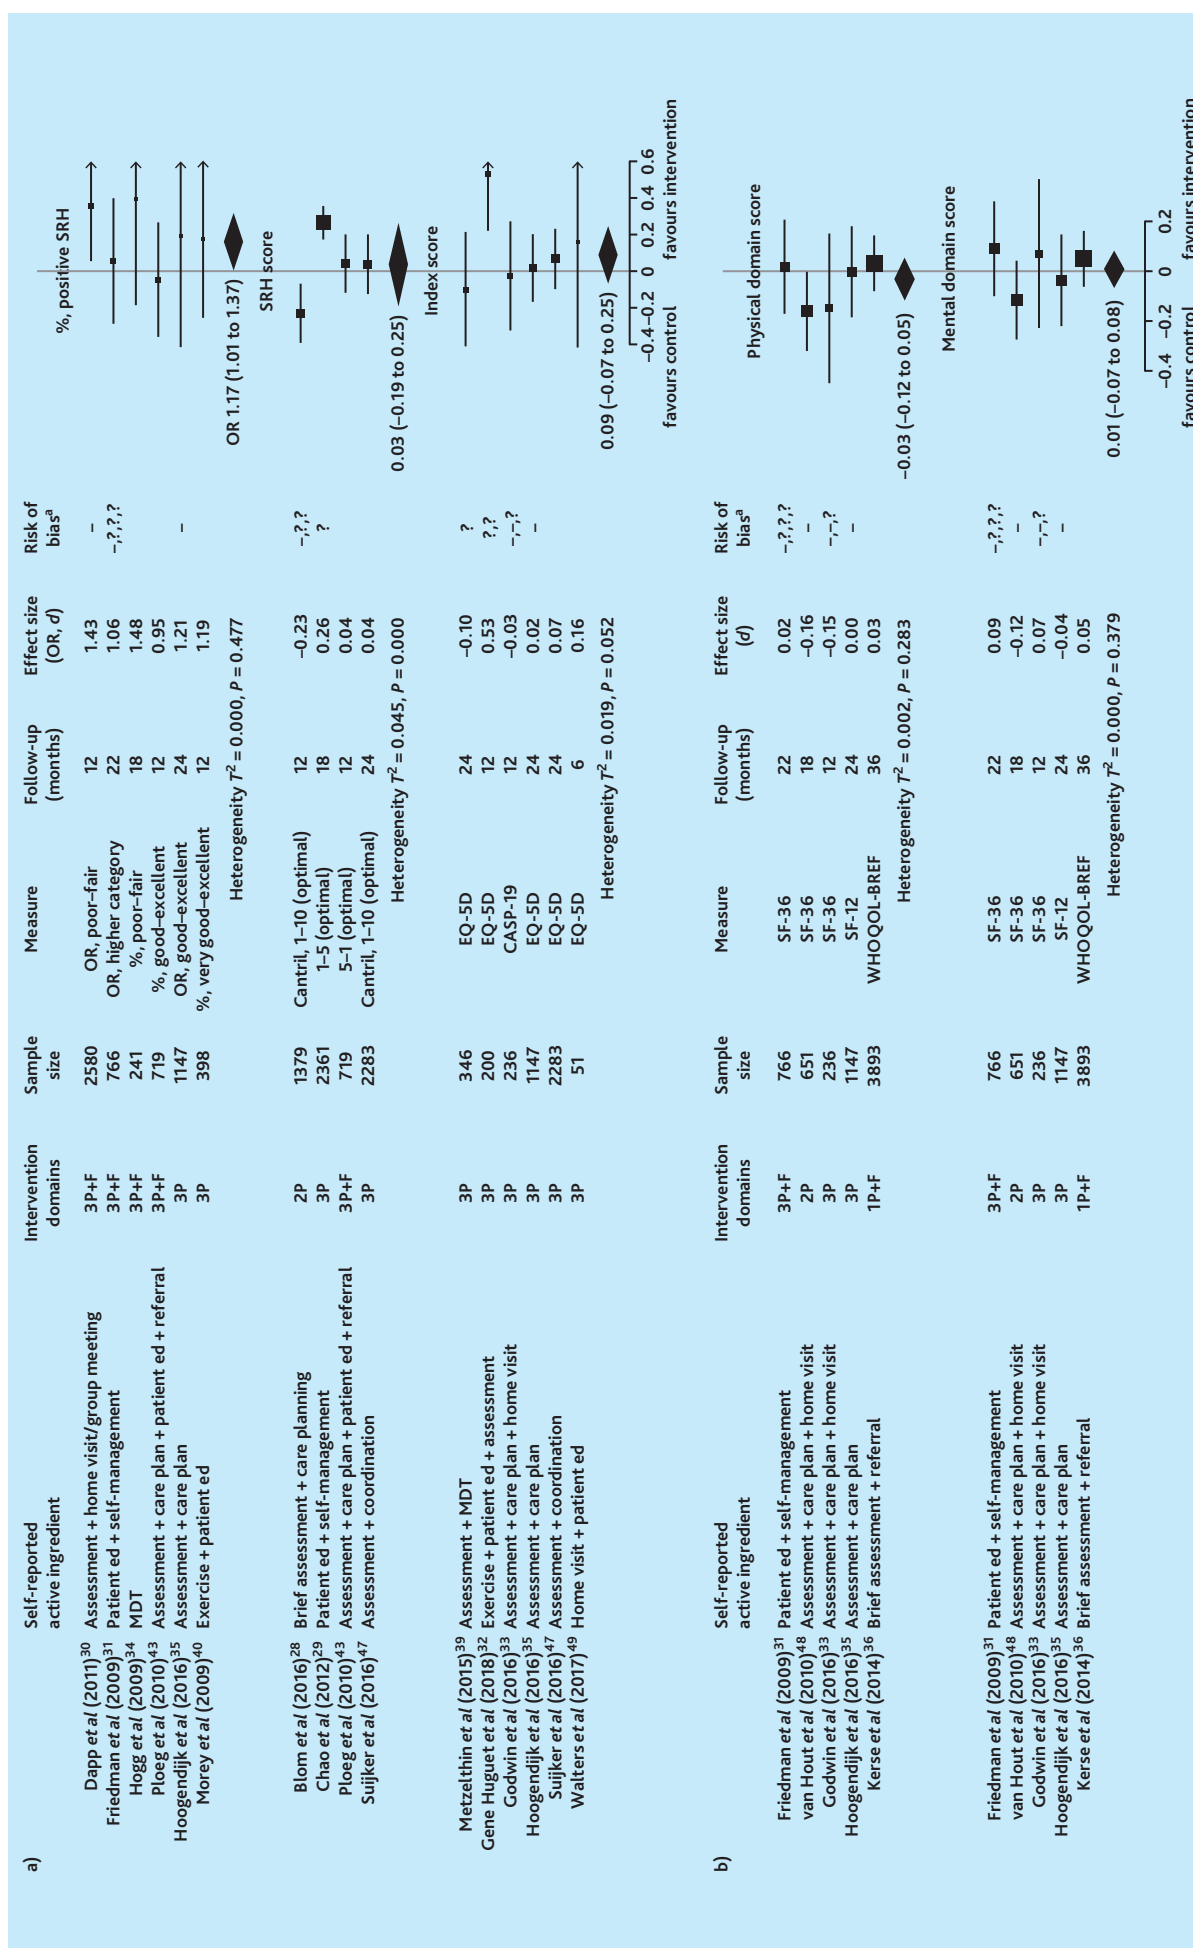 a)
Self-reported active ingredient Intervention domains Sample size Measure Follow-up (months) Effect size (OR, d) Risk of biasᵃ
%, positive SRH
Dapp et al (2011)30 Assessment + home visit/group meeting 3P+F 2580 OR, poor–fair 12 1.43 –
Friedman et al (2009)31 Patient ed + self-management 3P+F 766 OR, higher category 22 1.06 –,?,?,?
Hogg et al (2009)34 MDT 3P+F 241 %, poor–fair 18 1.48
Ploeg et al (2010)43 Assessment + care plan + patient ed + referral 3P+F 719 %, good–excellent 12 0.95
Hoogendijk et al (2016)35 Assessment + care plan 3P 1147 OR, good–excellent 24 1.21 –
Morey et al (2009)40 Exercise + patient ed 3P 398 %, very good–excellent 12 1.19
Heterogeneity T² = 0.000, P = 0.477 OR 1.17 (1.01 to 1.37)
SRH score
Blom et al (2016)28 Brief assessment + care planning 2P 1379 Cantril, 1–10 (optimal) 12 –0.23 –,?,?
Chao et al (2012)29 Patient ed + self-management 3P 2361 1–5 (optimal) 18 0.26 ?
Ploeg et al (2010)43 Assessment + care plan + patient ed + referral 3P+F 719 5–1 (optimal) 12 0.04
Suijker et al (2016)47 Assessment + coordination 3P 2283 Cantril, 1–10 (optimal) 24 0.04
Heterogeneity T² = 0.045, P = 0.000 0.03 (–0.19 to 0.25)
Index score
Metzelthin et al (2015)39 Assessment + MDT 3P 346 EQ-5D 24 –0.10 ?
Gene Huguet et al (2018)32 Exercise + patient ed + assessment 3P 200 EQ-5D 12 0.53 ?,?
Godwin et al (2016)33 Assessment + care plan + home visit 3P 236 CASP-19 12 –0.03 –,–,?
Hoogendijk et al (2016)35 Assessment + care plan 3P 1147 EQ-5D 24 0.02 –
Suijker et al (2016)47 Assessment + coordination 3P 2283 EQ-5D 24 0.07
Walters et al (2017)49 Home visit + patient ed 3P 51 EQ-5D 6 0.16
Heterogeneity T² = 0.019, P = 0.052 0.09 (–0.07 to 0.25)
–0.4 –0.2 0 0.2 0.4 0.6
favours control favours intervention
b)
Self-reported active ingredient Intervention domains Sample size Measure Follow-up (months) Effect size (d) Risk of biasᵃ
Physical domain score
Friedman et al (2009)31 Patient ed + self-management 3P+F 766 SF-36 22 0.02 –,?,?,?
van Hout et al (2010)48 Assessment + care plan + home visit 2P 651 SF-36 18 –0.16 –
Godwin et al (2016)33 Assessment + care plan + home visit 3P 236 SF-36 12 –0.15 –,–,?
Hoogendijk et al (2016)35 Assessment + care plan 3P 1147 SF-12 24 0.00 –
Kerse et al (2014)36 Brief assessment + referral 1P+F 3893 WHOQOL-BREF 36 0.03
Heterogeneity T² = 0.002, P = 0.283 –0.03 (–0.12 to 0.05)
Mental domain score
Friedman et al (2009)31 Patient ed + self-management 3P+F 766 SF-36 22 0.09 –,?,?,?
van Hout et al (2010)48 Assessment + care plan + home visit 2P 651 SF-36 18 –0.12 –
Godwin et al (2016)33 Assessment + care plan + home visit 3P 236 SF-36 12 0.07 –,–,?
Hoogendijk et al (2016)35 Assessment + care plan 3P 1147 SF-12 24 –0.04 –
Kerse et al (2014)36 Brief assessment + referral 1P+F 3893 WHOQOL-BREF 36 0.05
Heterogeneity T² = 0.000, P = 0.379 0.01 (–0.07 to 0.08)
–0.4 –0.2 0 0.2
favours control favours intervention